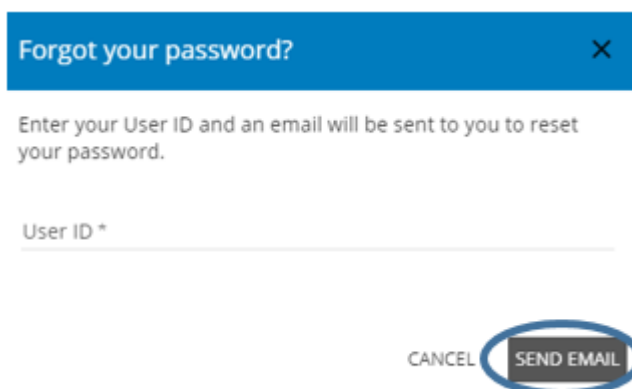 Forgot your password?
Enter your User ID and an email will be sent to you to reset
your password.
User ID *
CANCEL SEND EMAIL